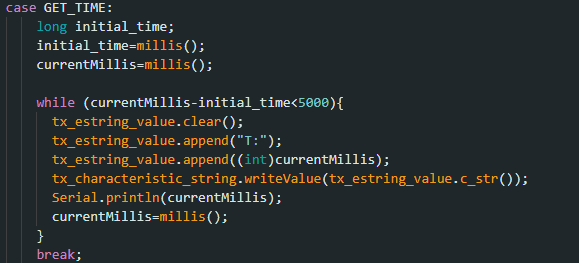 case GET_TIME:
long initial_time;
initial_time=millis();
currentMillis=millis();
while (currentMillis-initial_time<5000){
tx_estring_value.clear();
tx_estring_value.append("T:");
tx_estring_value.append((int)currentMillis);
tx_characteristic_string.writeValue(tx_estring_value.c_str());
Serial.println(currentMillis);
currentMillis=millis();
}
break;